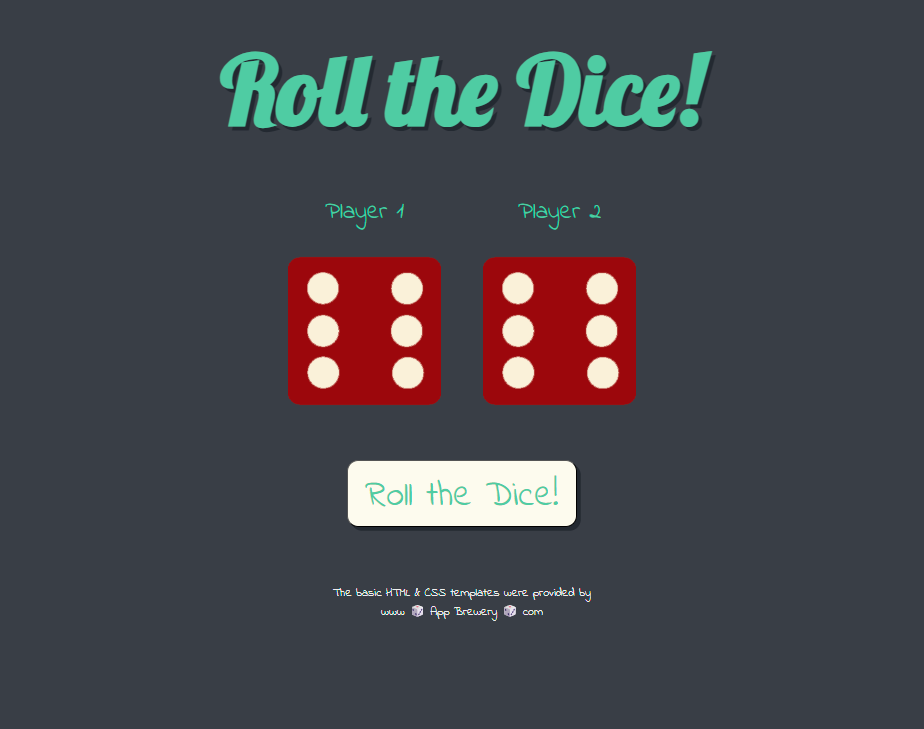 Roll the Dice!
Player 1 Player 2
Roll the Dice!
The basic HTML & CSS templates were provided by
www 🎲 App Brewery 🎲 com